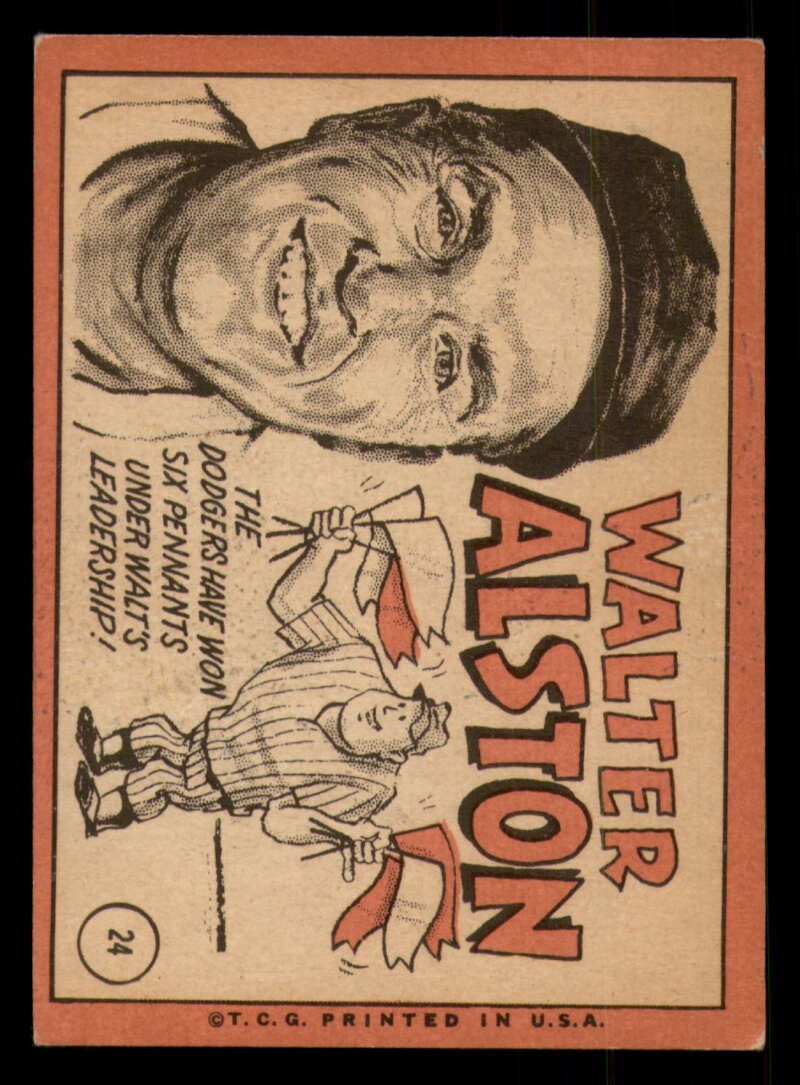 WALTER
ALSTON
THE
DODGERS HAVE WON
SIX PENNANTS
UNDER WALT'S
LEADERSHIP!
24
©T. C. G. PRINTED IN U.S.A.